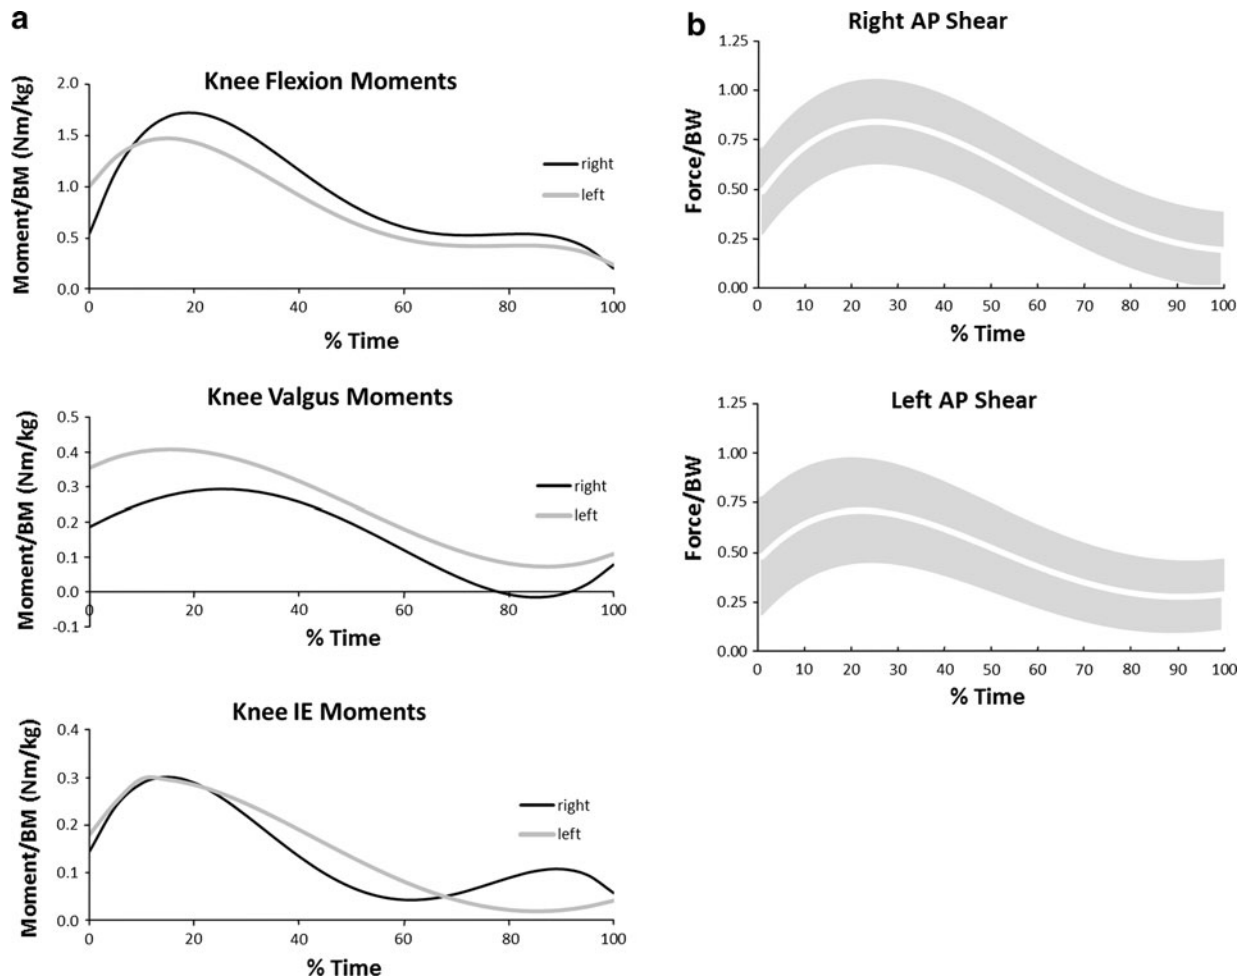 a
Knee Flexion Moments
Moment/BM (Nm/kg)
2.0
1.5
1.0
0.5
0.0
right
left
0 20 40 60 80 100
% Time
Knee Valgus Moments
Moment/BM (Nm/kg)
0.5
0.4
0.3
0.2
0.1
0.0
-0.1
right
left
0 20 40 60 80 100
% Time
Knee IE Moments
Moment/BM (Nm/kg)
0.4
0.3
0.2
0.1
0.0
right
left
0 20 40 60 80 100
% Time
b
Right AP Shear
Force/BW
1.25
1.00
0.75
0.50
0.25
0.00
0 10 20 30 40 50 60 70 80 90 100
% Time
Left AP Shear
Force/BW
1.25
1.00
0.75
0.50
0.25
0.00
0 10 20 30 40 50 60 70 80 90 100
% Time